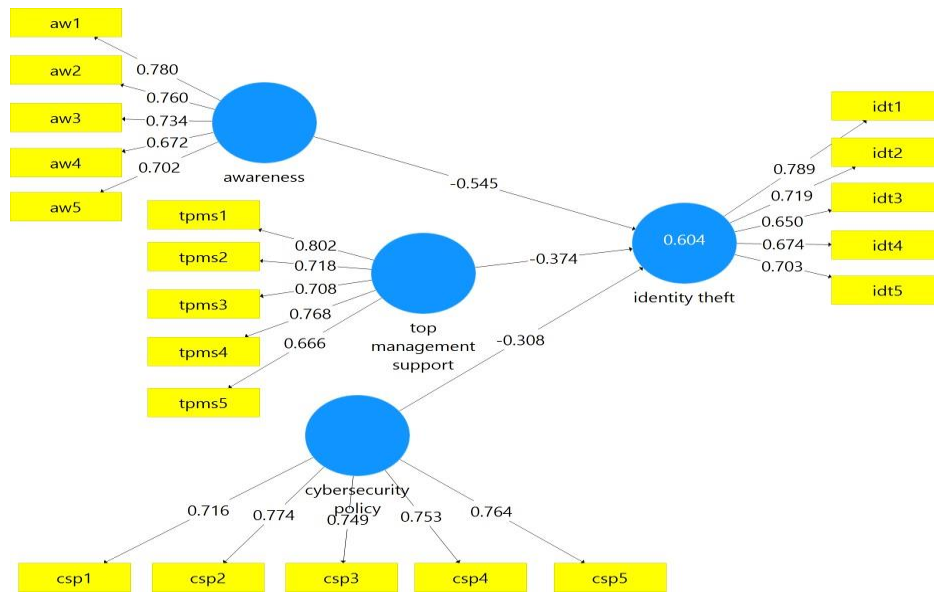 aw1
aw2
aw3
aw4
aw5
0.780
0.760
0.734
0.672
0.702
awareness
-0.545
tpms1
tpms2
tpms3
tpms4
tpms5
0.802
0.718
0.708
0.768
0.666
top
management
support
-0.374
cybersecurity
policy
-0.308
0.716
0.774
0.749
0.753
0.764
csp1
csp2
csp3
csp4
csp5
0.604
identity theft
0.789
0.719
0.650
0.674
0.703
idt1
idt2
idt3
idt4
idt5